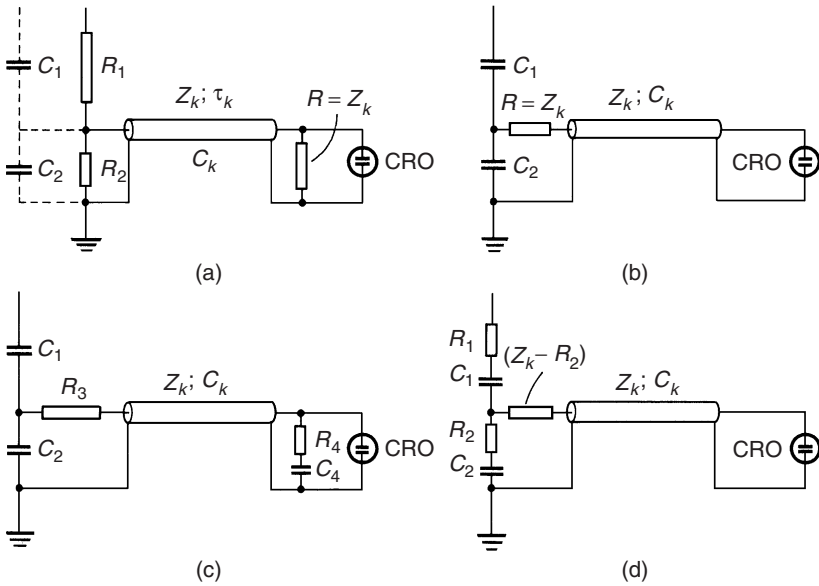 C1
R1
Zk; τk
R = Zk
C2
R2
Ck
CRO
(a)
C1
R = Zk
Zk; Ck
C2
CRO
(b)
C1
R3
Zk; Ck
C2
R4
C4
CRO
(c)
R1
(Zk – R2)
C1
Zk; Ck
R2
C2
CRO
(d)